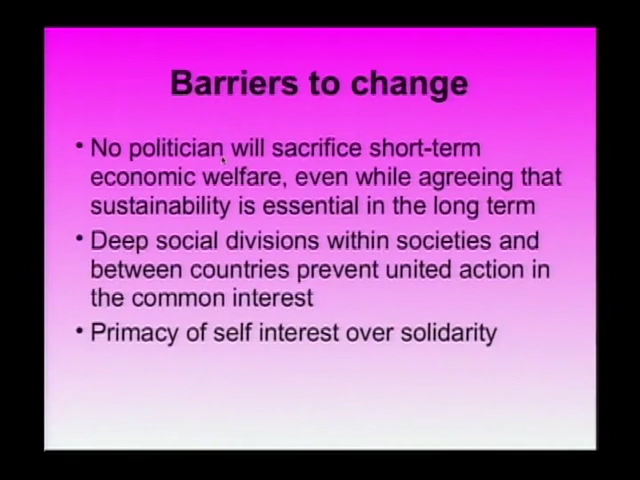 Barriers to change
• No politician will sacrifice short-term
economic welfare, even while agreeing that
sustainability is essential in the long term
• Deep social divisions within societies and
between countries prevent united action in
the common interest
• Primacy of self interest over solidarity